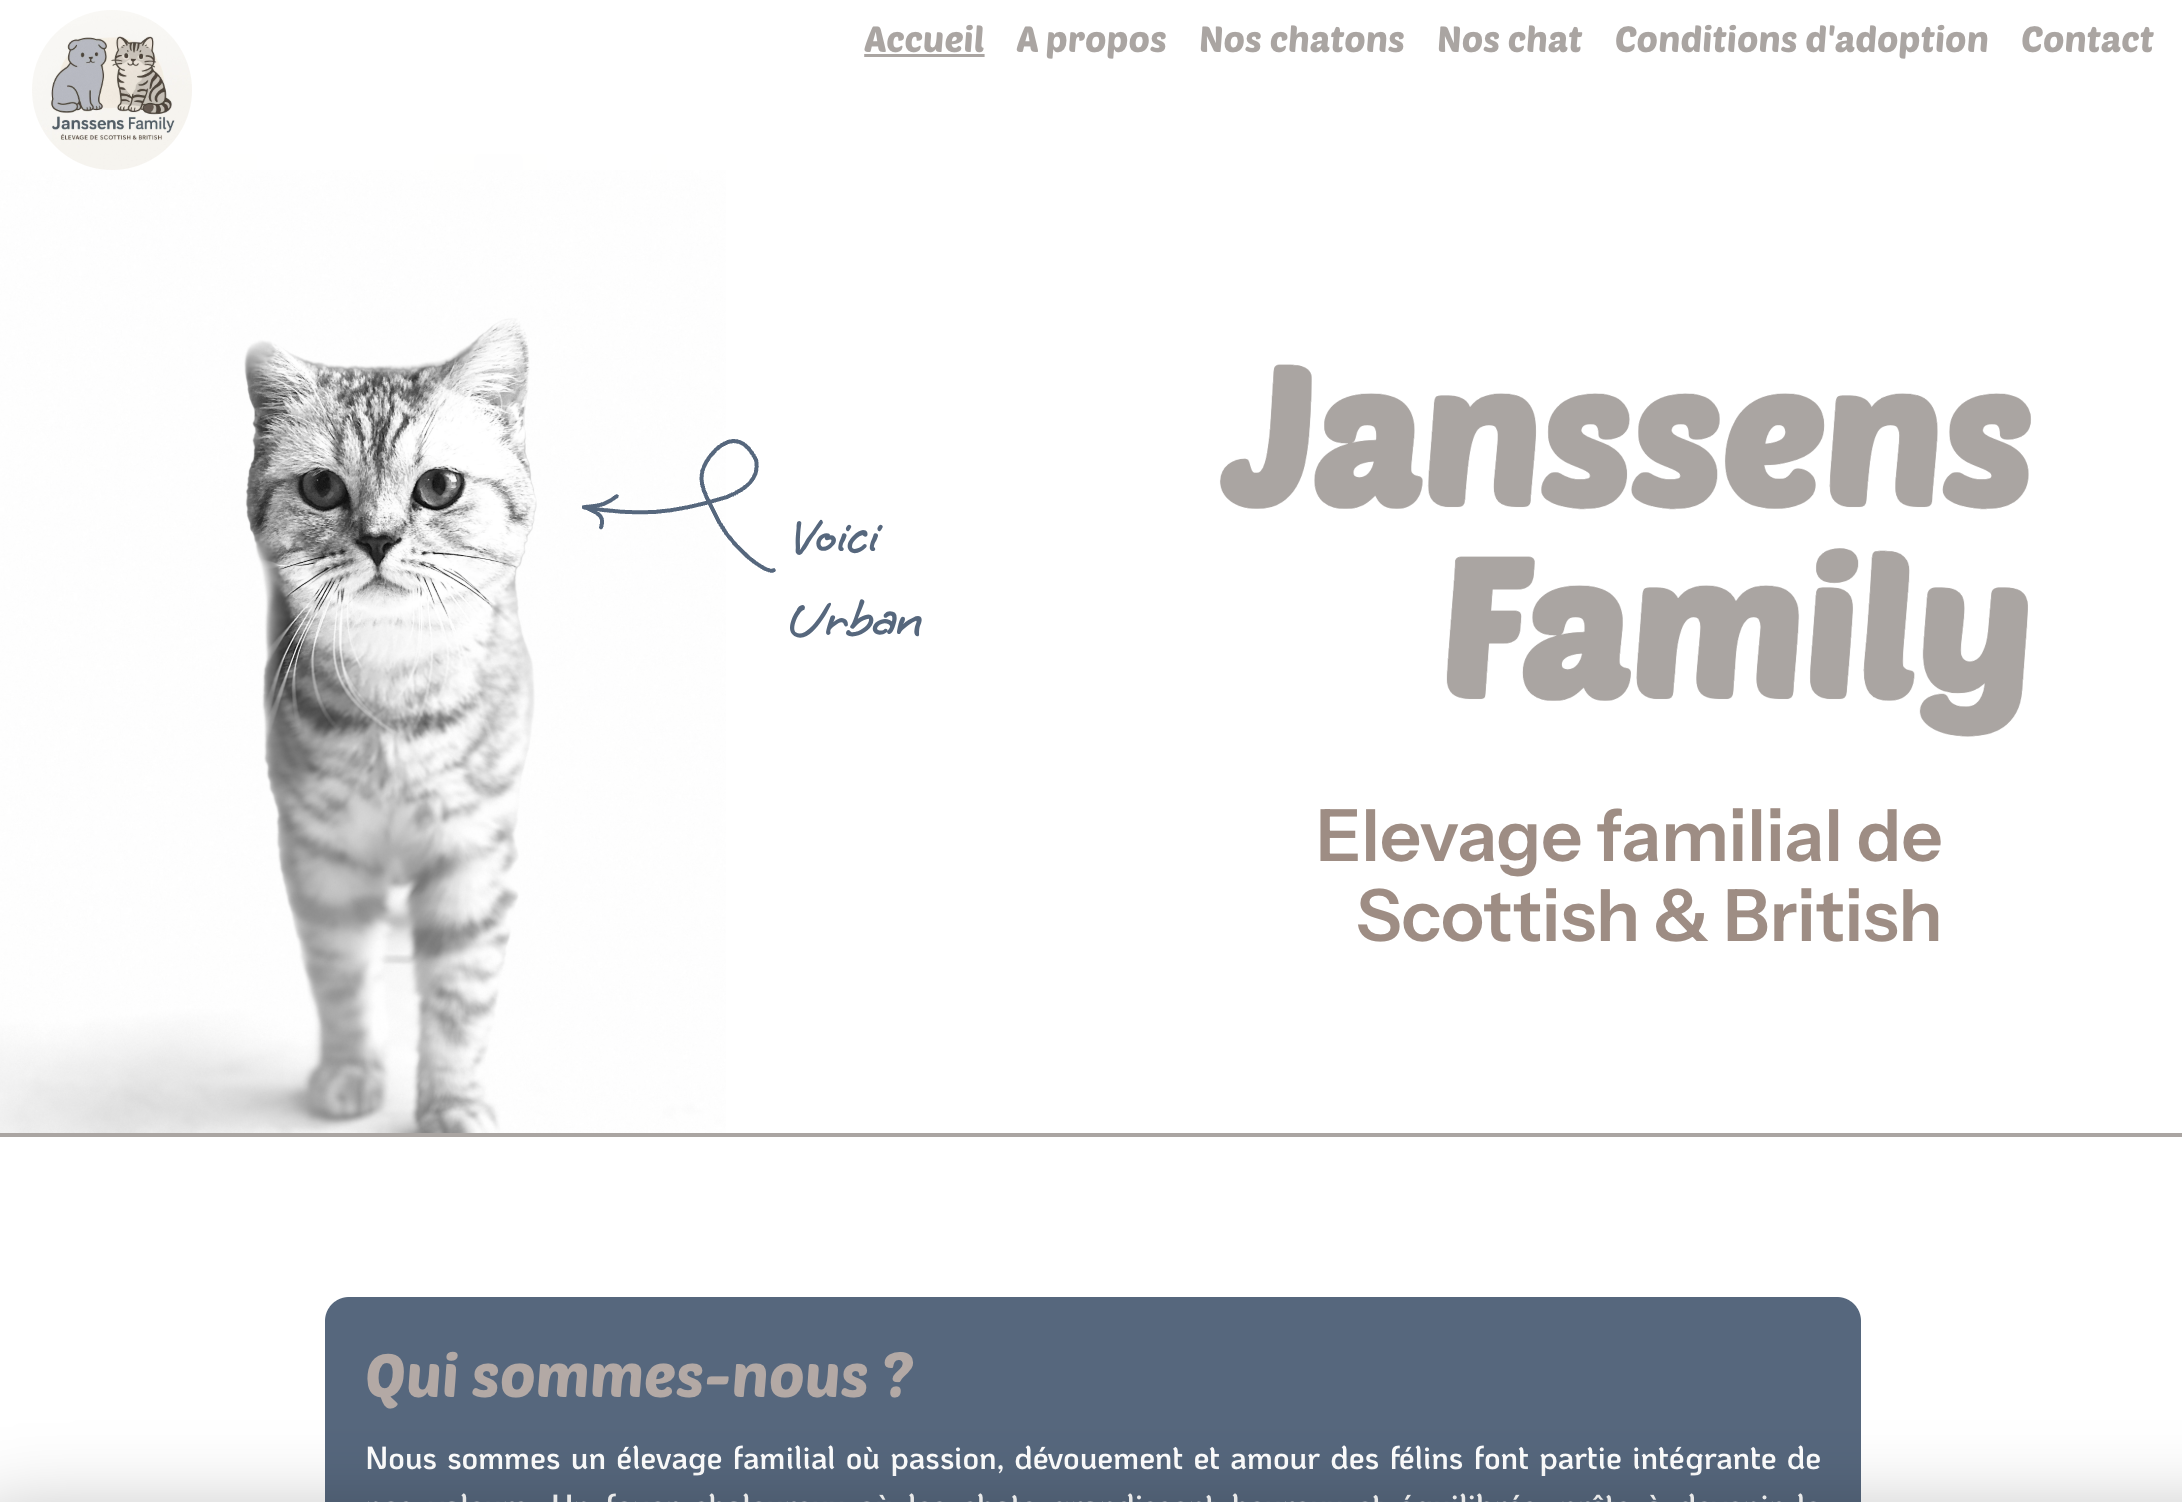 Janssens Family
ÉLEVAGE DE SCOTTISH & BRITISH
Accueil A propos Nos chatons Nos chat Conditions d'adoption Contact
Voici
Urban
Janssens
Family
Elevage familial de
Scottish & British
Qui sommes-nous ?
Nous sommes un élevage familial où passion, dévouement et amour des félins font partie intégrante de